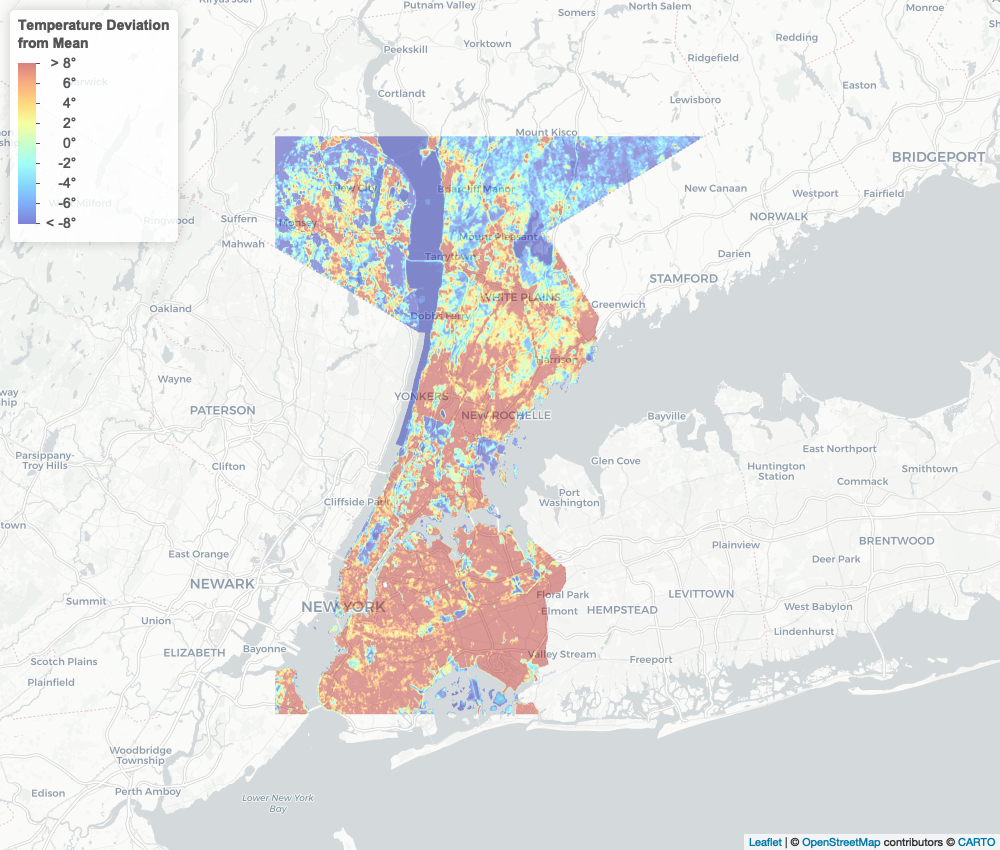 Temperature Deviation
from Mean
> 8°
6°
4°
2°
0°
-2°
-4°
-6°
< -8°
Putnam Valley
North Salem
Somers
Monroe
Redding
Yorktown
Peekskill
Ridgefield
Easton
Cortlandt
Lewisboro
Mount Kisco
BRIDGEPORT
New City
Briarcliff Manor
New Canaan
Westport
Fairfield
Ringwood
Suffern
Monsey
NORWALK
Mahwah
Mount Pleasant
Tarrytown
Darien
STAMFORD
WHITE PLAINS
Greenwich
Oakland
Dobbs Ferry
Harrison
Wayne
YONKERS
PATERSON
NEW ROCHELLE
Bayville
East Northport
Parsippany-
Troy Hills
Clifton
Glen Cove
Huntington
Station
Smithtown
Commack
Port
Washington
Cliffside Park
Plainview
BRENTWOOD
East Orange
Deer Park
NEWARK
LEVITTOWN
Floral Park
Summit
NEW YORK
Elmont
HEMPSTEAD
West Babylon
Union
Lindenhurst
ELIZABETH
Bayonne
Valley Stream
Freeport
Scotch Plains
Plainfield
Woodbridge
Township
Edison
Perth Amboy
Lower New York
Bay
Leaflet | © OpenStreetMap contributors © CARTO